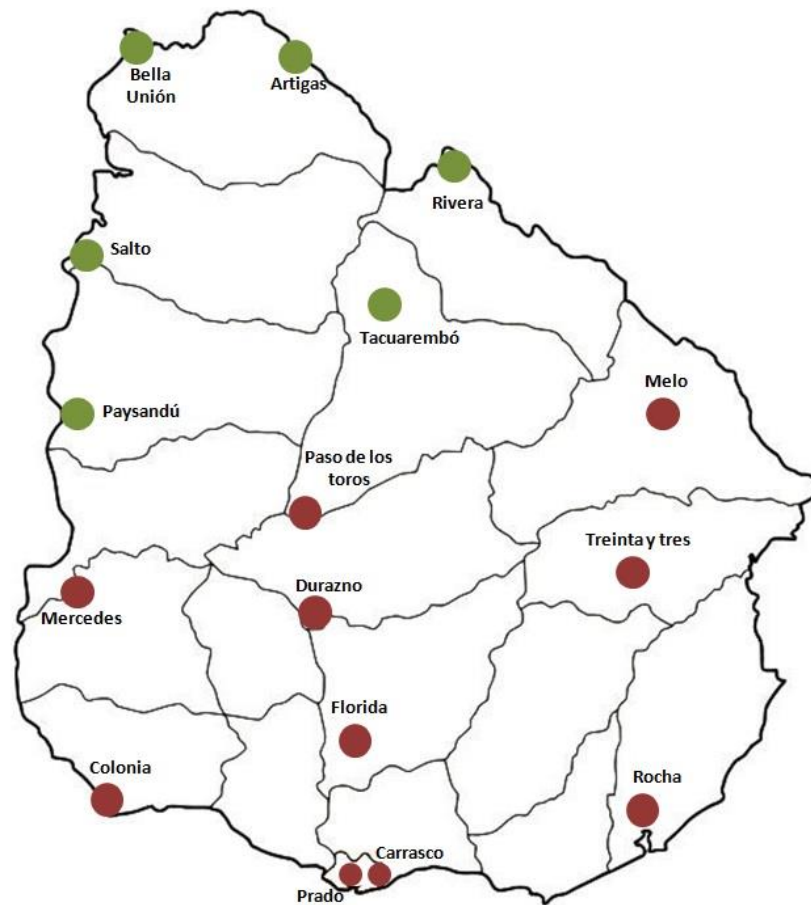 Bella
Unión
Artigas
Rivera
Salto
Tacuarembó
Melo
Paysandú
Paso de los
toros
Treinta y tres
Durazno
Mercedes
Florida
Colonia
Rocha
Carrasco
Prado